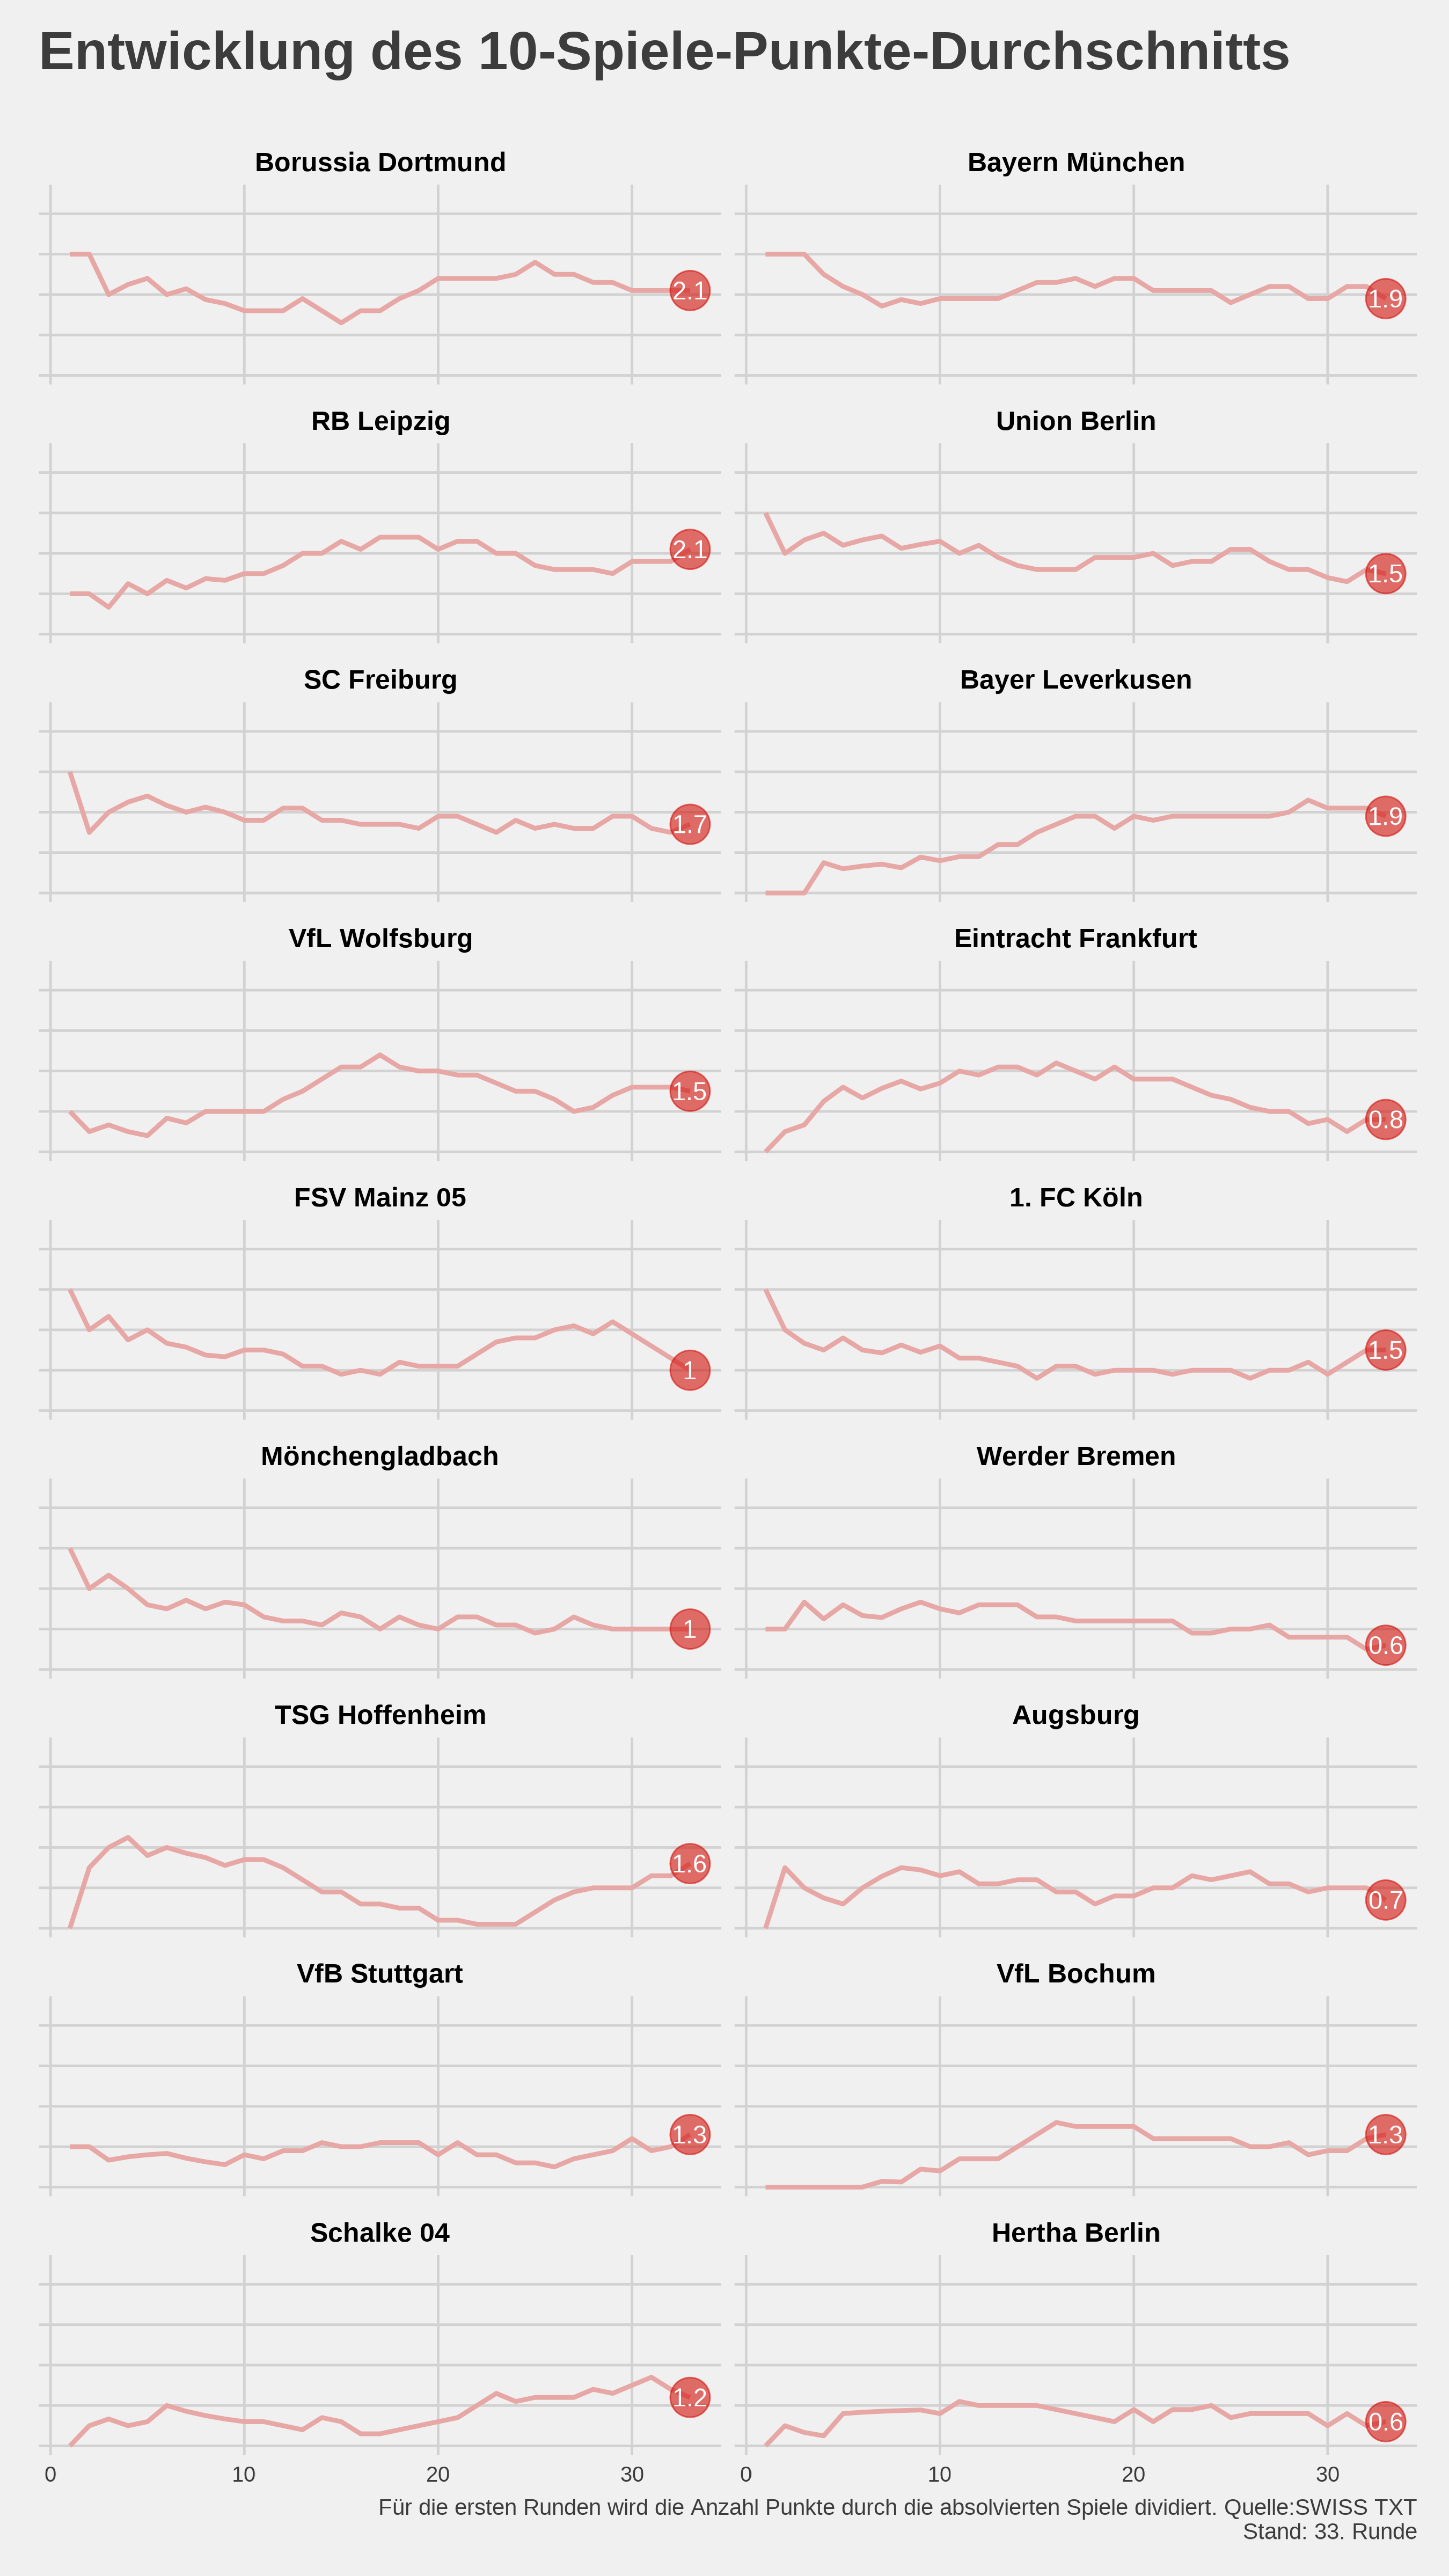 Entwicklung des 10-Spiele-Punkte-Durchschnitts
Borussia Dortmund
Bayern München
2.1
1.9
RB Leipzig
Union Berlin
2.1
1.5
SC Freiburg
Bayer Leverkusen
1.7
1.9
VfL Wolfsburg
Eintracht Frankfurt
1.5
0.8
FSV Mainz 05
1. FC Köln
1
1.5
Mönchengladbach
Werder Bremen
1
0.6
TSG Hoffenheim
Augsburg
1.6
0.7
VfB Stuttgart
VfL Bochum
1.3
1.3
Schalke 04
Hertha Berlin
1.2
0.6
0 10 20 30 0 10 20 30
Für die ersten Runden wird die Anzahl Punkte durch die absolvierten Spiele dividiert. Quelle:SWISS TXT
Stand: 33. Runde